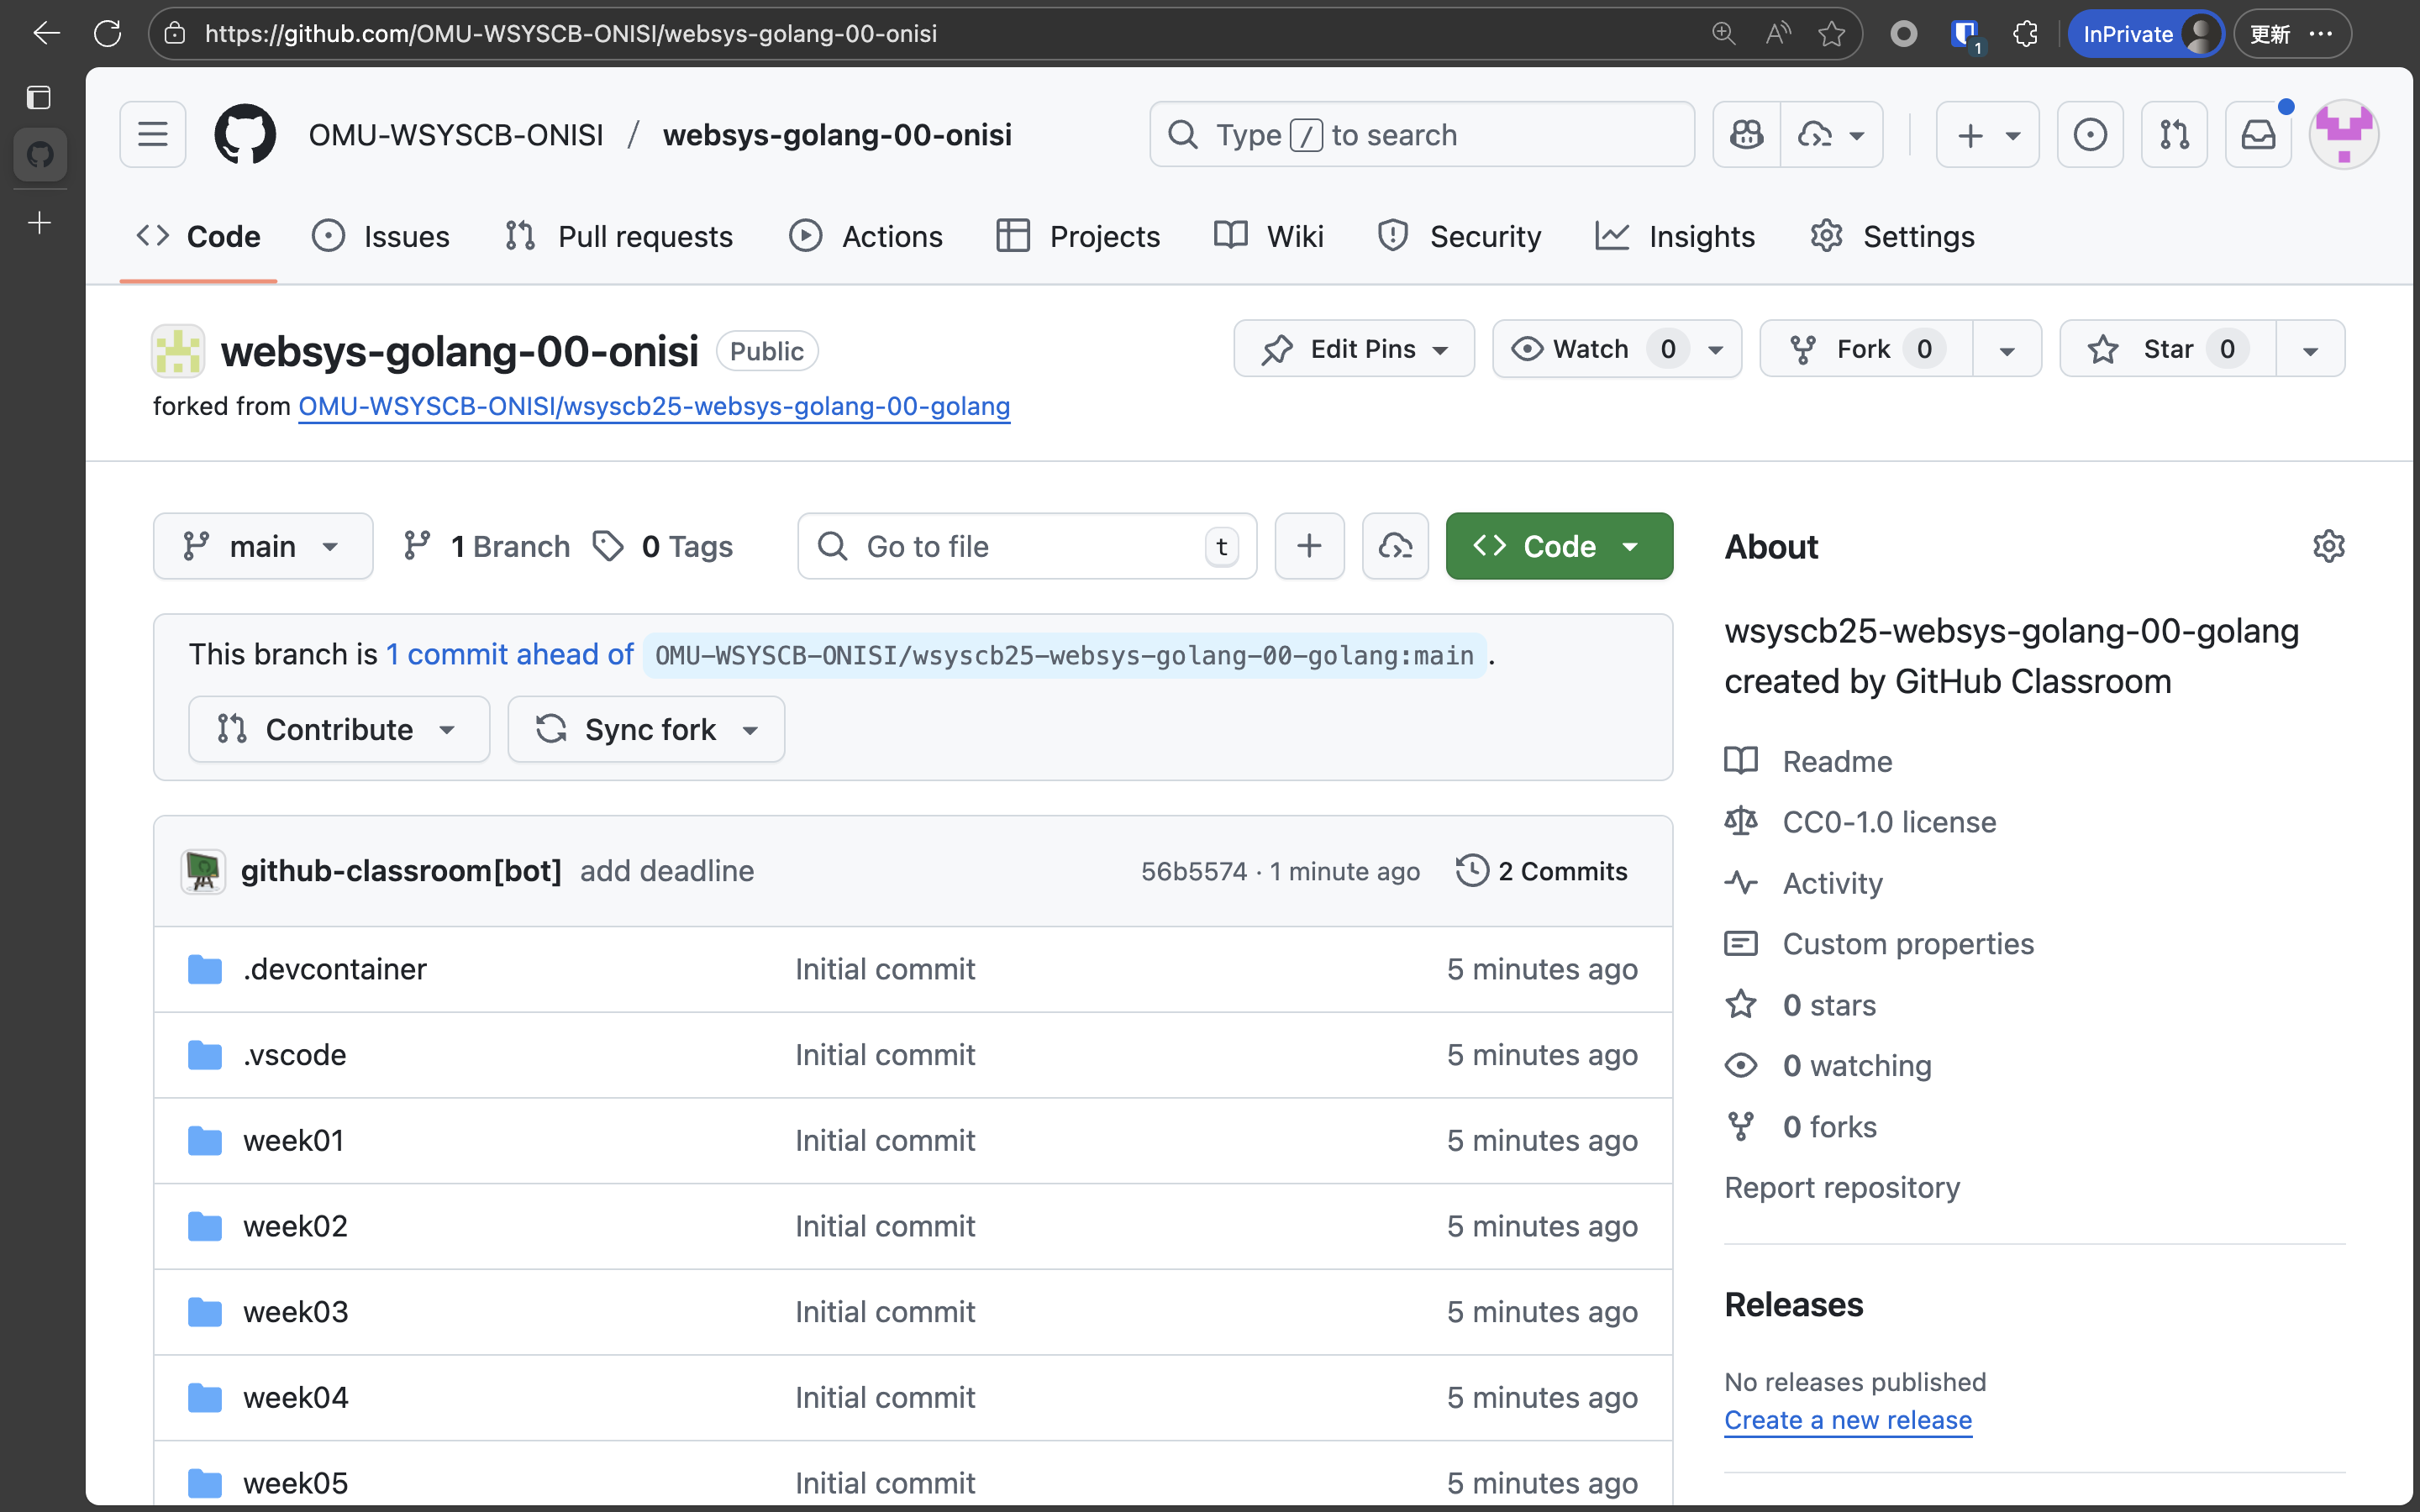 https://github.com/OMU-WSYSCB-ONISI/websys-golang-00-onisi
1
InPrivate
更新
OMU-WSYSCB-ONISI / websys-golang-00-onisi
Type / to search
Code
Issues
Pull requests
Actions
Projects
Wiki
Security
Insights
Settings
websys-golang-00-onisi
Public
Edit Pins
Watch 0
Fork 0
Star 0
forked from OMU-WSYSCB-ONISI/wsyscb25-websys-golang-00-golang
main
1 Branch
0 Tags
Go to file
t
Code
This branch is 1 commit ahead of OMU-WSYSCB-ONISI/wsyscb25-websys-golang-00-golang:main .
Contribute
Sync fork
github-classroom[bot] add deadline
56b5574 · 1 minute ago
2 Commits
.devcontainer Initial commit 5 minutes ago
.vscode Initial commit 5 minutes ago
week01 Initial commit 5 minutes ago
week02 Initial commit 5 minutes ago
week03 Initial commit 5 minutes ago
week04 Initial commit 5 minutes ago
week05 Initial commit 5 minutes ago
About
wsyscb25-websys-golang-00-golang
created by GitHub Classroom
Readme
CC0-1.0 license
Activity
Custom properties
0 stars
0 watching
0 forks
Report repository
Releases
No releases published
Create a new release